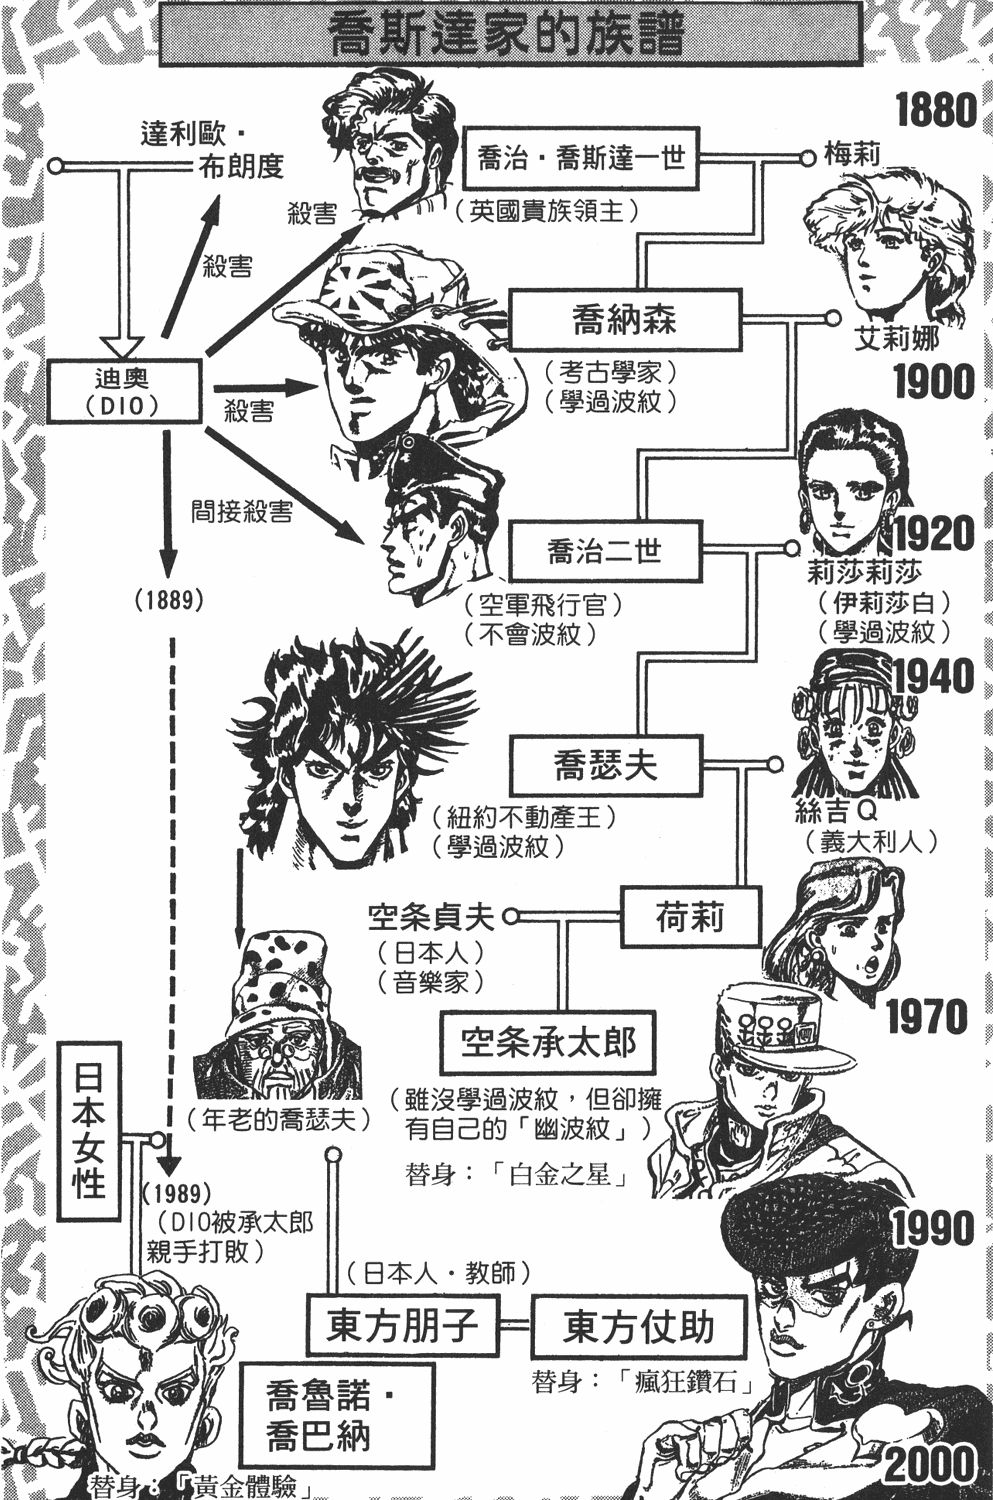 喬斯達家的族譜
1880
達利歐・
布朗度
喬治・喬斯達一世
梅莉
(英國貴族領主)
殺害
殺害
喬納森
艾莉娜
(考古學家)
(學過波紋)
1900
迪奧
(DIO)
殺害
間接殺害
喬治二世
1920
莉莎莉莎
(伊莉莎白)
(學過波紋)
(空軍飛行官)
(不會波紋)
(1889)
1940
喬瑟夫
絲吉Q
(義大利人)
(紐約不動產王)
(學過波紋)
空条貞夫
(日本人)
(音樂家)
荷莉
1970
空条承太郎
(雖沒學過波紋，但卻擁
有自己的「幽波紋」)
替身：「白金之星」
(年老的喬瑟夫)
日本女性
(1989)
(DIO被承太郎
親手打敗)
1990
(日本人・教師)
東方朋子
東方仗助
替身：「瘋狂鑽石」
喬魯諾・
喬巴納
替身：「黃金體驗」
2000